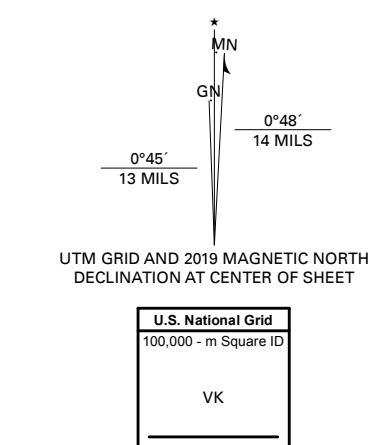 ★
MN
GN
0°48´
14 MILS
0°45´
13 MILS
UTM GRID AND 2019 MAGNETIC NORTH
DECLINATION AT CENTER OF SHEET
U.S. National Grid
100,000 - m Square ID
VK